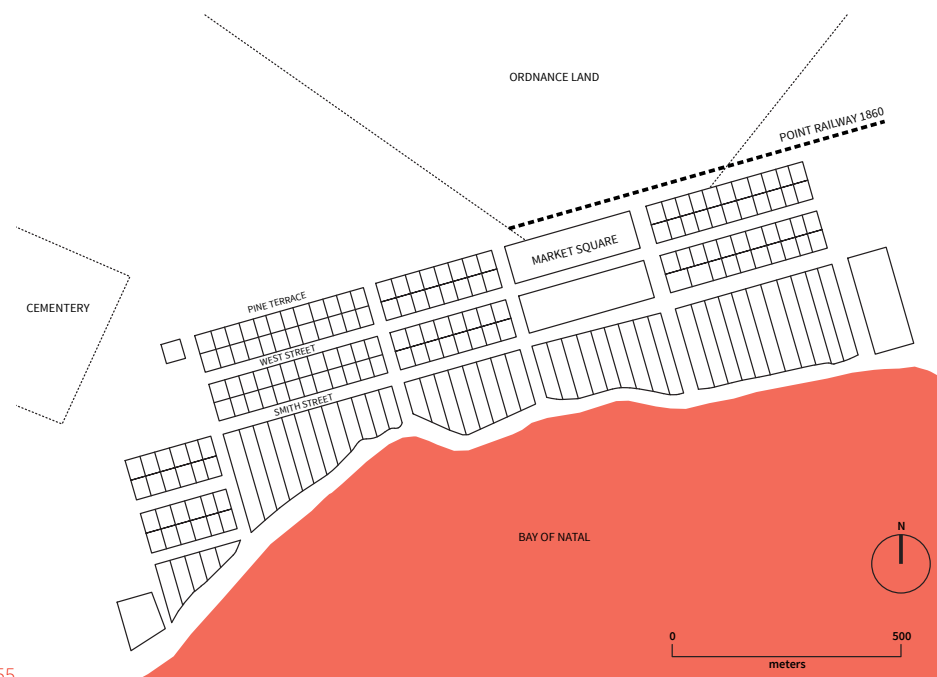 ORDNANCE LAND
POINT RAILWAY 1860
MARKET SQUARE
PINE TERRACE
CEMENTERY
WEST STREET
SMITH STREET
BAY OF NATAL
N
0 500
meters
55